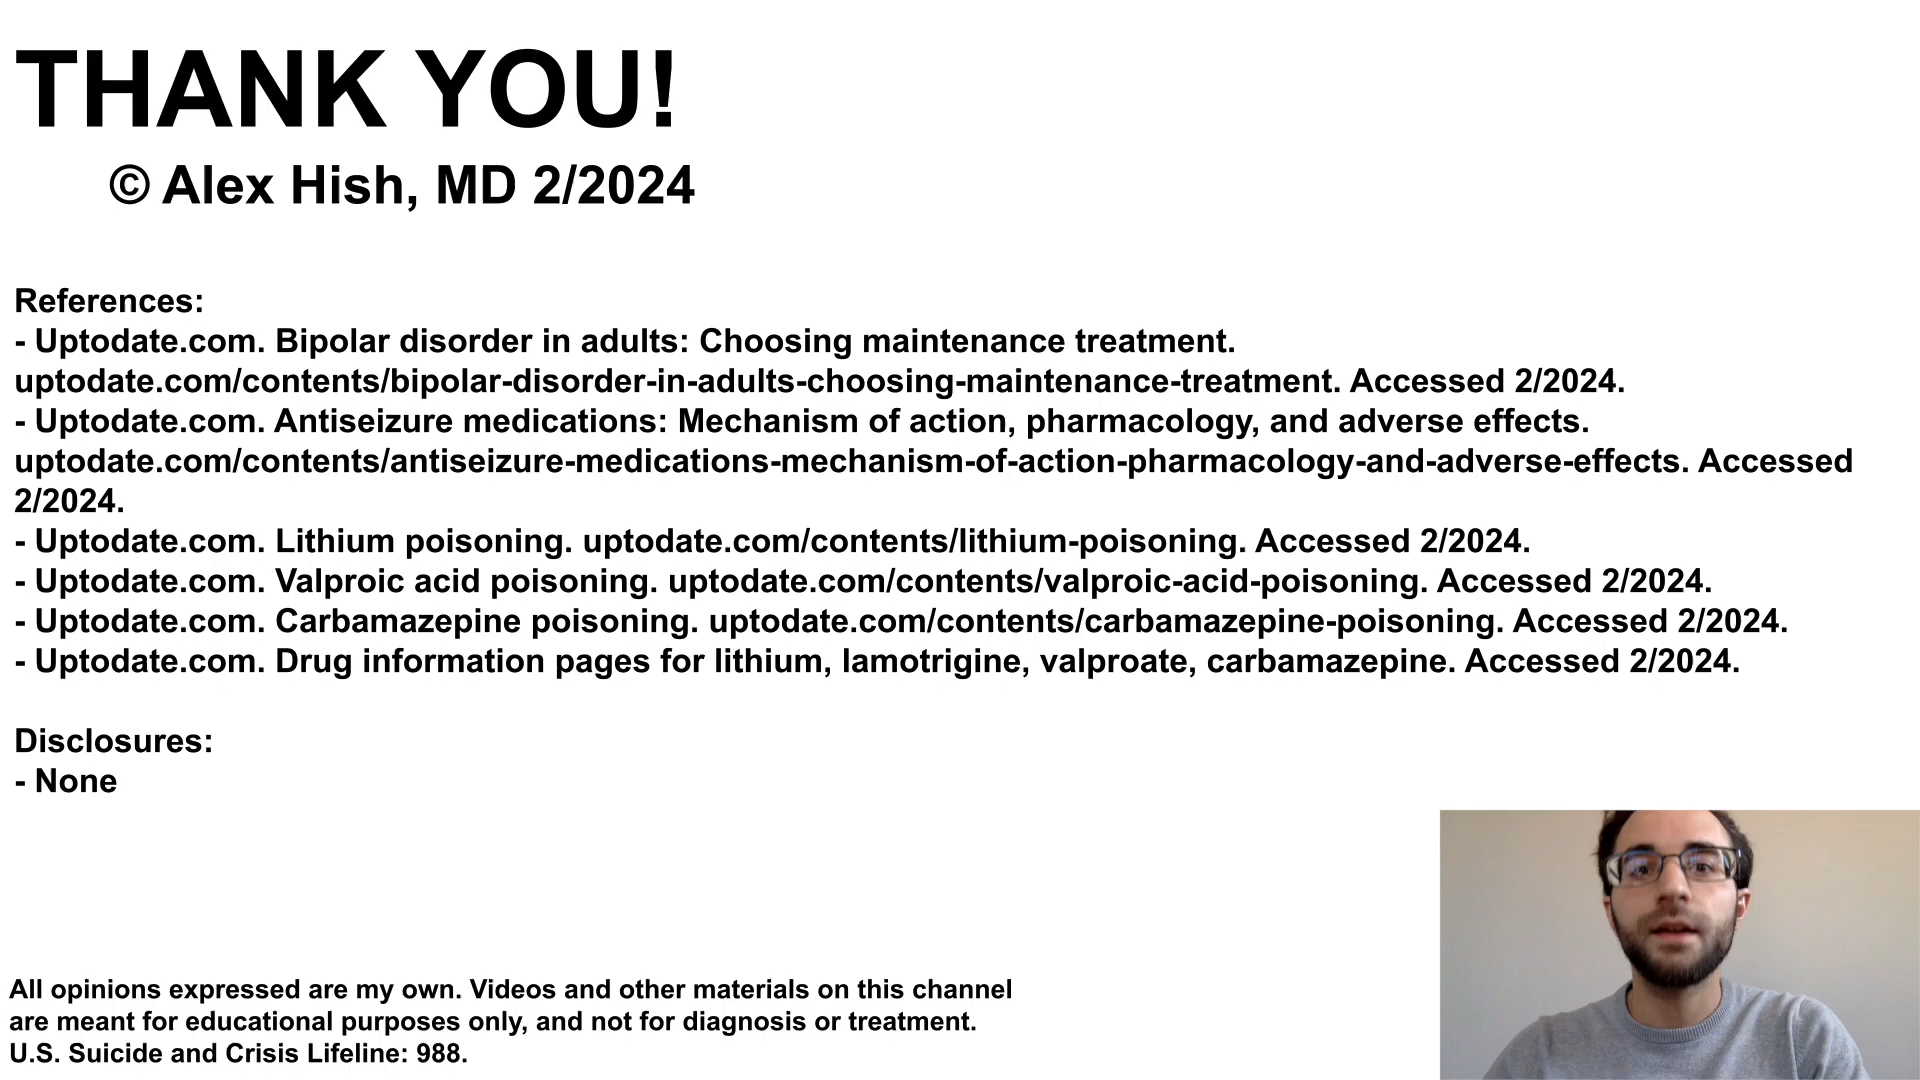 THANK YOU!
© Alex Hish, MD 2/2024
References:
- Uptodate.com. Bipolar disorder in adults: Choosing maintenance treatment.
uptodate.com/contents/bipolar-disorder-in-adults-choosing-maintenance-treatment. Accessed 2/2024.
- Uptodate.com. Antiseizure medications: Mechanism of action, pharmacology, and adverse effects.
uptodate.com/contents/antiseizure-medications-mechanism-of-action-pharmacology-and-adverse-effects. Accessed
2/2024.
- Uptodate.com. Lithium poisoning. uptodate.com/contents/lithium-poisoning. Accessed 2/2024.
- Uptodate.com. Valproic acid poisoning. uptodate.com/contents/valproic-acid-poisoning. Accessed 2/2024.
- Uptodate.com. Carbamazepine poisoning. uptodate.com/contents/carbamazepine-poisoning. Accessed 2/2024.
- Uptodate.com. Drug information pages for lithium, lamotrigine, valproate, carbamazepine. Accessed 2/2024.
Disclosures:
- None
All opinions expressed are my own. Videos and other materials on this channel
are meant for educational purposes only, and not for diagnosis or treatment.
U.S. Suicide and Crisis Lifeline: 988.